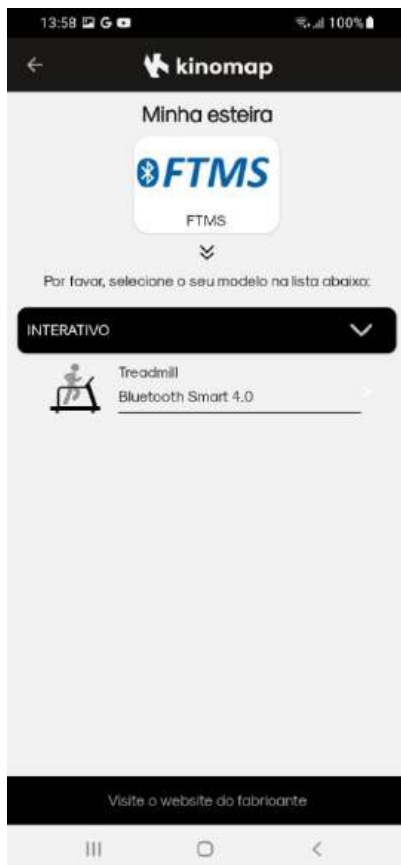 13:58 G 100%
kinomap
Minha esteira
FTMS
FTMS
Por favor, selecione o seu modelo na lista abaixo:
INTERATIVO
Treadmill
Bluetooth Smart 4.0
Visite o website do fabricante